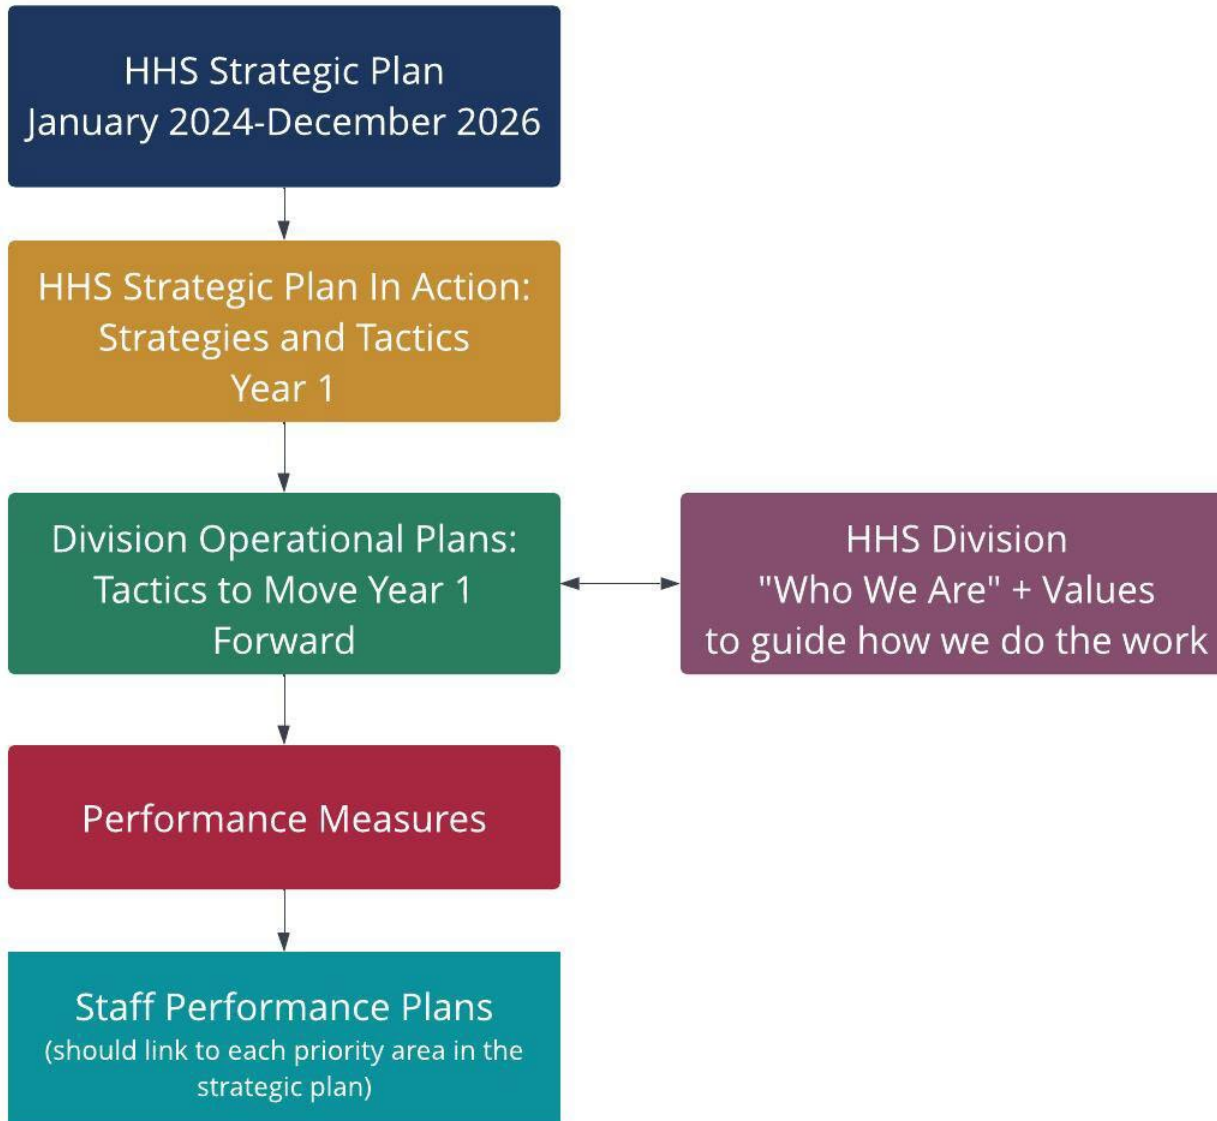 HHS Strategic Plan
January 2024-December 2026
HHS Strategic Plan In Action:
Strategies and Tactics
Year 1
Division Operational Plans:
Tactics to Move Year 1
Forward
HHS Division
"Who We Are" + Values
to guide how we do the work
Performance Measures
Staff Performance Plans
(should link to each priority area in the
strategic plan)